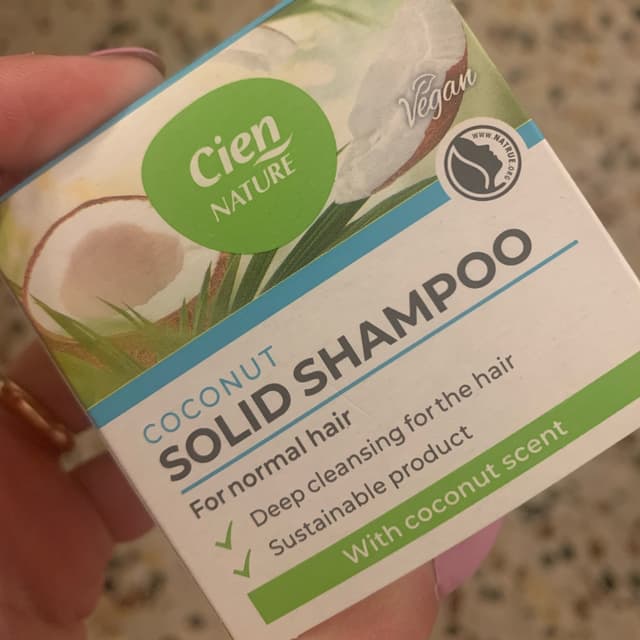 Cien
NATURE
Vegan
WWW.NATRUE.ORG
COCONUT
SOLID SHAMPOO
For normal hair
Deep cleansing for the hair
Sustainable product
With coconut scent